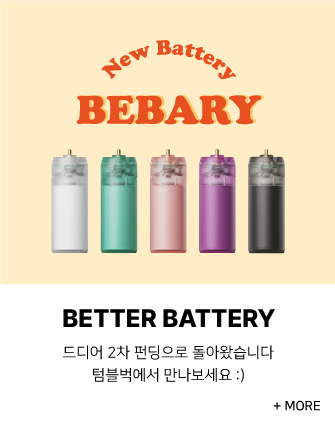 New Battery
BEBARY
BETTER BATTERY
드디어 2차 펀딩으로 돌아왔습니다
텀블벅에서 만나보세요 :)
+ MORE